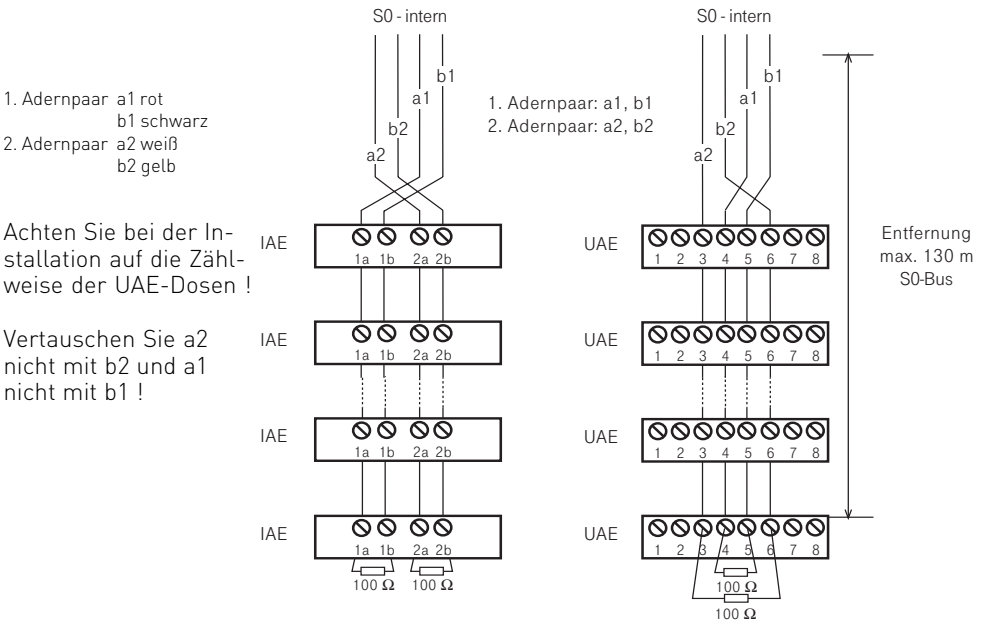 S0 - intern
1. Adernpaar a1 rot
b1 schwarz
2. Adernpaar a2 weiß
b2 gelb
Achten Sie bei der In-
stallation auf die Zähl-
weise der UAE-Dosen !
Vertauschen Sie a2
nicht mit b2 und a1
nicht mit b1 !
b1
a1
b2
a2
IAE
1a 1b 2a 2b
IAE
1a 1b 2a 2b
IAE
1a 1b 2a 2b
IAE
1a 1b 2a 2b
100 Ω 100 Ω
S0 - intern
1. Adernpaar: a1, b1
2. Adernpaar: a2, b2
b1
a1
b2
a2
UAE
1 2 3 4 5 6 7 8
UAE
1 2 3 4 5 6 7 8
UAE
1 2 3 4 5 6 7 8
UAE
1 2 3 4 5 6 7 8
100 Ω
100 Ω
Entfernung
max. 130 m
S0-Bus